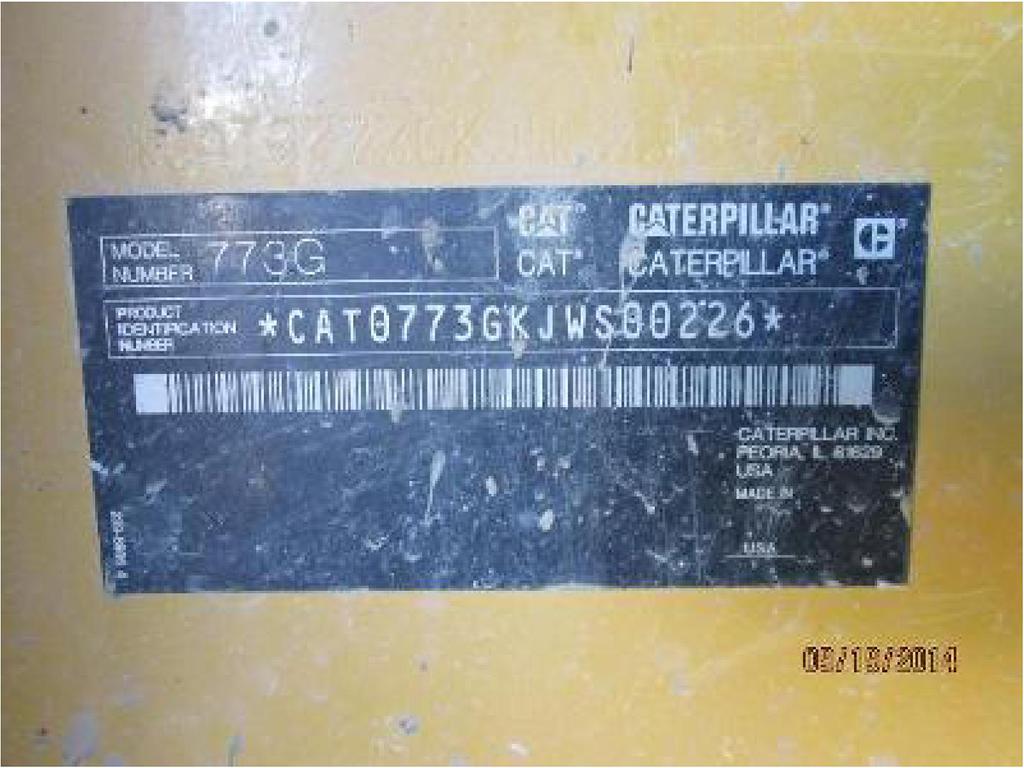 CAT® CATERPILLAR®
MODEL NUMBER 773G
CAT® CATERPILLAR®
PRODUCT
IDENTIFICATION
NUMBER
*CAT0773GKJWS00226*
CATERPILLAR INC.
PEORIA, IL 61629
USA
MADE IN
USA